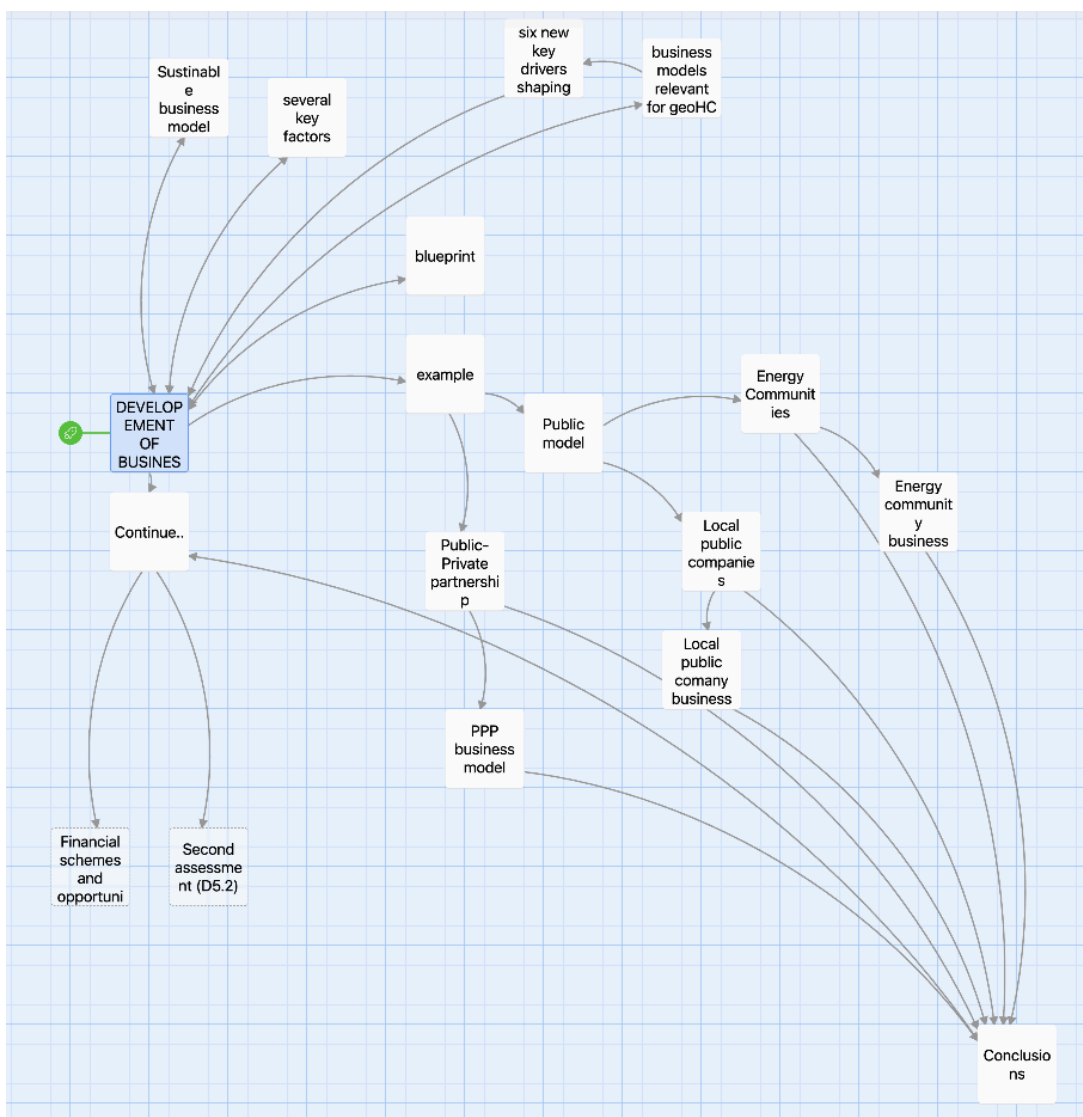 six new
key
drivers
shaping
business
models
relevant
for geoHC
Sustinabl
e
business
model
several
key
factors
blueprint
example
Energy
Communit
ies
DEVELOP
EMENT
OF
BUSINES
Public
model
Energy
communit
y
business
Continue..
Local
public
companie
s
Public-
Private
partnershi
p
Local
public
comany
business
PPP
business
model
Financial
schemes
and
opportuni
Second
assessme
nt (D5.2)
Conclusio
ns